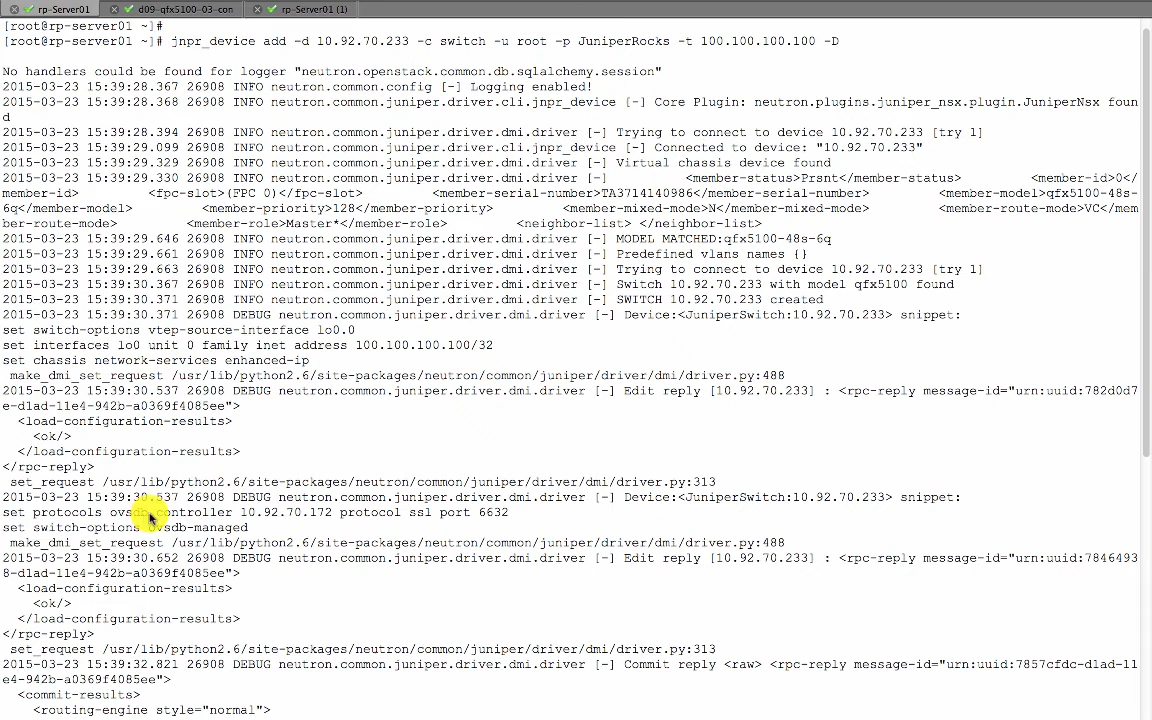 rp-Server01 d09-qfx5100-03-con rp-Server01 (1)
[root@rp-server01 ~]#
[root@rp-server01 ~]# jnpr_device add -d 10.92.70.233 -c switch -u root -p JuniperRocks -t 100.100.100.100 -D
No handlers could be found for logger "neutron.openstack.common.db.sqlalchemy.session"
2015-03-23 15:39:28.367 26908 INFO neutron.common.config [-] Logging enabled!
2015-03-23 15:39:28.368 26908 INFO neutron.common.juniper.driver.cli.jnpr_device [-] Core Plugin: neutron.plugins.juniper_nsx.plugin.JuniperNsx foun
d
2015-03-23 15:39:28.394 26908 INFO neutron.common.juniper.driver.dmi.driver [-] Trying to connect to device 10.92.70.233 [try 1]
2015-03-23 15:39:29.099 26908 INFO neutron.common.juniper.driver.cli.jnpr_device [-] Connected to device: "10.92.70.233"
2015-03-23 15:39:29.329 26908 INFO neutron.common.juniper.driver.dmi.driver [-] Virtual chassis device found
2015-03-23 15:39:29.330 26908 INFO neutron.common.juniper.driver.dmi.driver [-] <member-status>Prsnt</member-status> <member-id>0</
member-id> <fpc-slot>(FPC 0)</fpc-slot> <member-serial-number>TA3714140986</member-serial-number> <member-model>qfx5100-48s-
6q</member-model> <member-priority>128</member-priority> <member-mixed-mode>N</member-mixed-mode> <member-route-mode>VC</mem
ber-route-mode> <member-role>Master*</member-role> <neighbor-list> </neighbor-list>
2015-03-23 15:39:29.646 26908 INFO neutron.common.juniper.driver.dmi.driver [-] MODEL MATCHED:qfx5100-48s-6q
2015-03-23 15:39:29.661 26908 INFO neutron.common.juniper.driver.dmi.driver [-] Predefined vlans names {}
2015-03-23 15:39:29.663 26908 INFO neutron.common.juniper.driver.dmi.driver [-] Trying to connect to device 10.92.70.233 [try 1]
2015-03-23 15:39:30.367 26908 INFO neutron.common.juniper.driver.dmi.driver [-] Switch 10.92.70.233 with model qfx5100 found
2015-03-23 15:39:30.371 26908 INFO neutron.common.juniper.driver.dmi.driver [-] SWITCH 10.92.70.233 created
2015-03-23 15:39:30.371 26908 DEBUG neutron.common.juniper.driver.dmi.driver [-] Device:<JuniperSwitch:10.92.70.233> snippet:
set switch-options vtep-source-interface lo0.0
set interfaces lo0 unit 0 family inet address 100.100.100.100/32
set chassis network-services enhanced-ip
make_dmi_set_request /usr/lib/python2.6/site-packages/neutron/common/juniper/driver/dmi/driver.py:488
2015-03-23 15:39:30.537 26908 DEBUG neutron.common.juniper.driver.dmi.driver [-] Edit reply [10.92.70.233] : <rpc-reply message-id="urn:uuid:782d0d7
e-d1ad-11e4-942b-a0369f4085ee">
<load-configuration-results>
<ok/>
</load-configuration-results>
</rpc-reply>
set_request /usr/lib/python2.6/site-packages/neutron/common/juniper/driver/dmi/driver.py:313
2015-03-23 15:39:30.537 26908 DEBUG neutron.common.juniper.driver.dmi.driver [-] Device:<JuniperSwitch:10.92.70.233> snippet:
set protocols ovsdb controller 10.92.70.172 protocol ssl port 6632
set switch-options ovsdb-managed
make_dmi_set_request /usr/lib/python2.6/site-packages/neutron/common/juniper/driver/dmi/driver.py:488
2015-03-23 15:39:30.652 26908 DEBUG neutron.common.juniper.driver.dmi.driver [-] Edit reply [10.92.70.233] : <rpc-reply message-id="urn:uuid:7846493
8-d1ad-11e4-942b-a0369f4085ee">
<load-configuration-results>
<ok/>
</load-configuration-results>
</rpc-reply>
set_request /usr/lib/python2.6/site-packages/neutron/common/juniper/driver/dmi/driver.py:313
2015-03-23 15:39:32.821 26908 DEBUG neutron.common.juniper.driver.dmi.driver [-] Commit reply <raw> <rpc-reply message-id="urn:uuid:7857cfdc-d1ad-11
e4-942b-a0369f4085ee">
<commit-results>
<routing-engine style="normal">